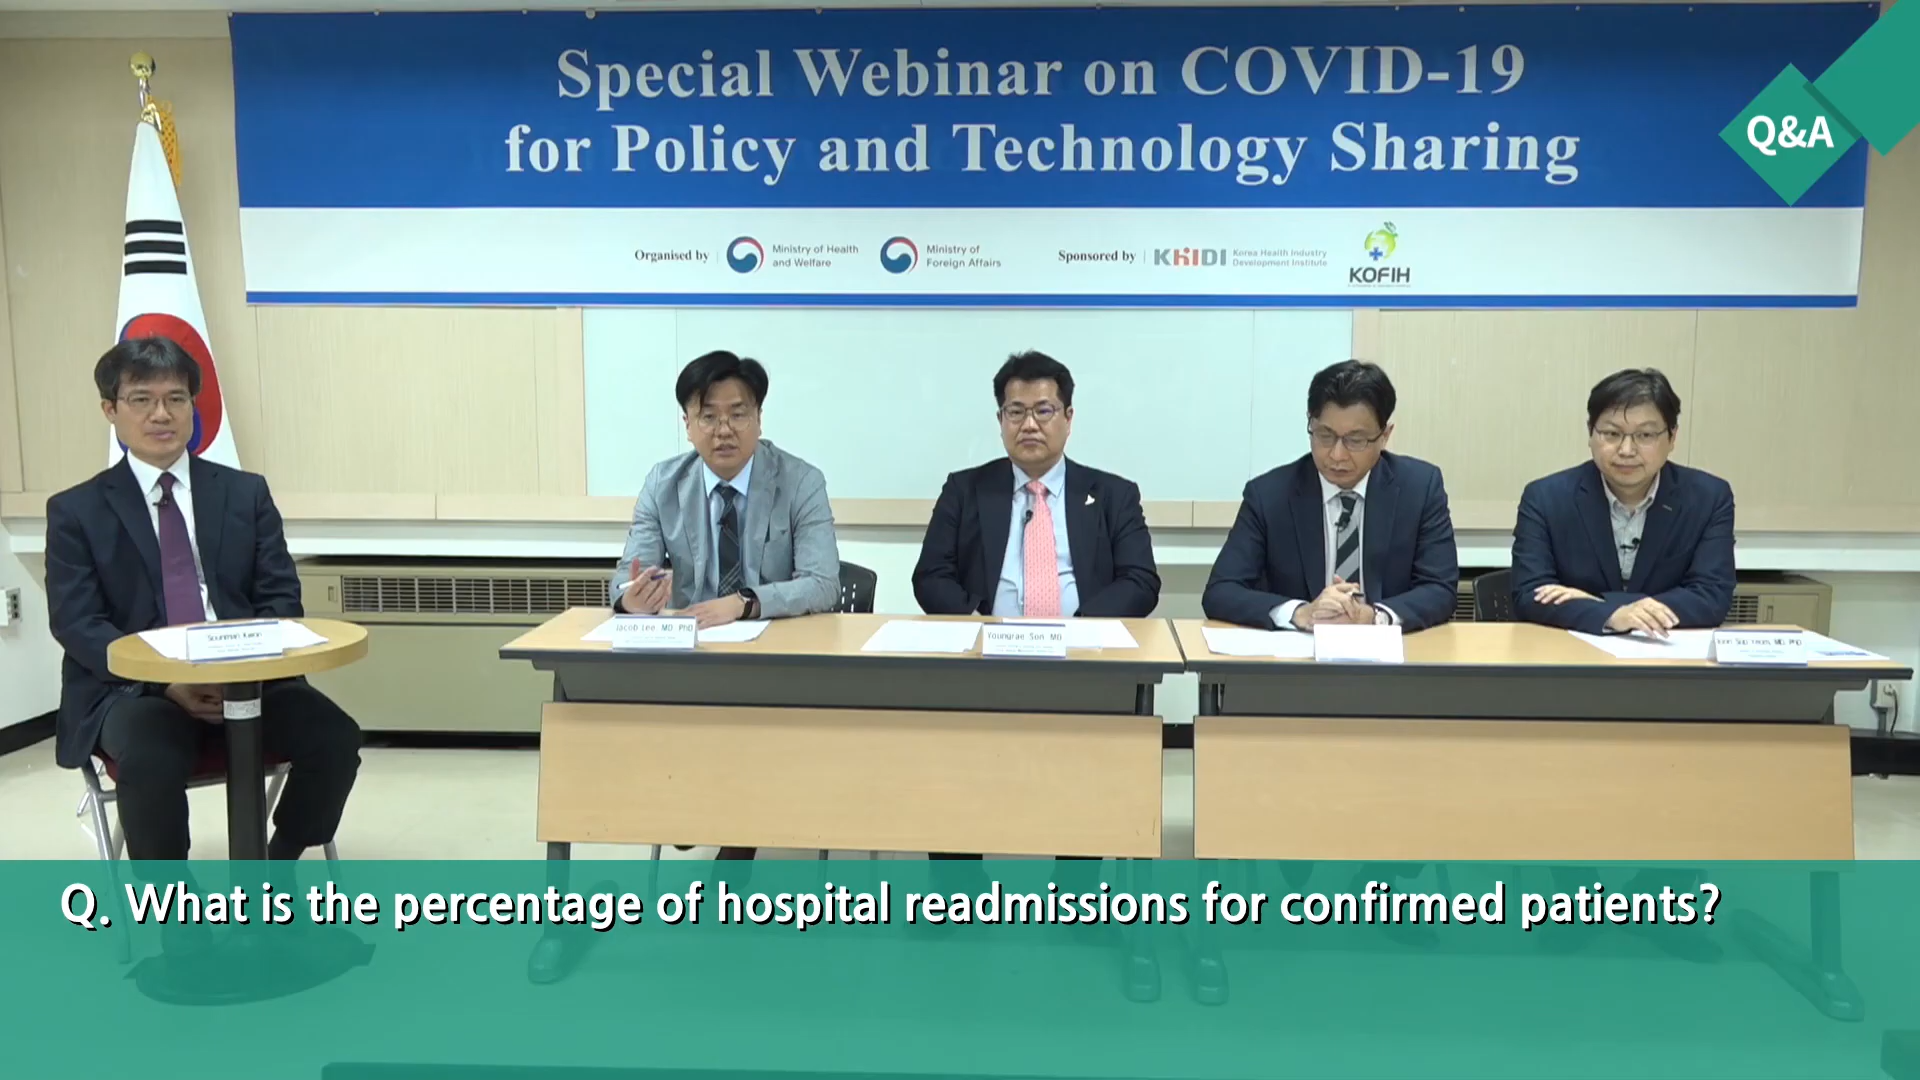 Special Webinar on COVID-19
for Policy and Technology Sharing
Q&A
Organised by
Ministry of Health
and Welfare
Ministry of
Foreign Affairs
Sponsored by
KHIDI
Korea Health Industry
Development Institute
KOFIH
Jacob Lee, MD, PhD
Youngrae Son, MD
MD, PhD
Q. What is the percentage of hospital readmissions for confirmed patients?